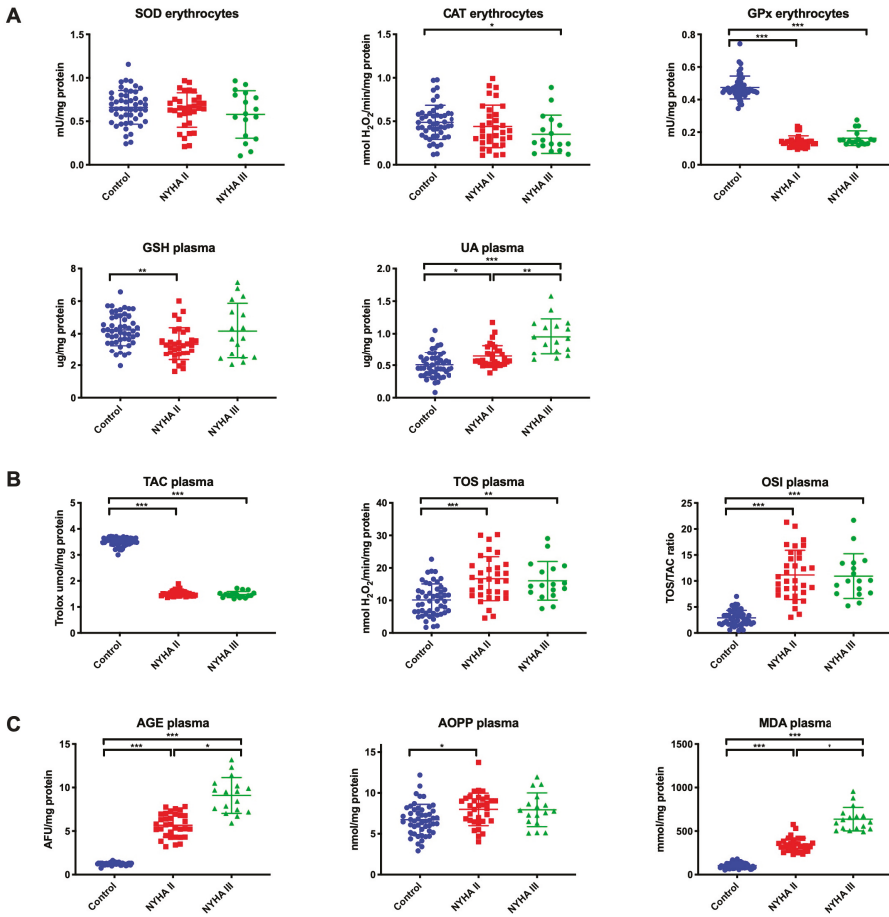 A
SOD erythrocytes
mU/mg protein
1.5
1.0
0.5
0.0
Control
NYHA II
NYHA III
CAT erythrocytes
*
nmol H₂O₂/min/mg protein
1.5
1.0
0.5
0.0
Control
NYHA II
NYHA III
GPx erythrocytes
***
***
mU/mg protein
0.8
0.6
0.4
0.2
0.0
Control
NYHA II
NYHA III
GSH plasma
**
ug/mg protein
8
6
4
2
0
Control
NYHA II
NYHA III
UA plasma
***
*
**
ug/mg protein
2.0
1.5
1.0
0.5
0.0
Control
NYHA II
NYHA III
B
TAC plasma
***
***
Trolox umol/mg protein
5
4
3
2
1
0
Control
NYHA II
NYHA III
TOS plasma
**
***
nmol H₂O₂/min/mg protein
40
30
20
10
0
Control
NYHA II
NYHA III
OSI plasma
***
***
TOS/TAC ratio
25
20
15
10
5
0
Control
NYHA II
NYHA III
C
AGE plasma
***
***
*
AFU/mg protein
15
10
5
0
Control
NYHA II
NYHA III
AOPP plasma
*
nmol/mg protein
15
10
5
0
Control
NYHA II
NYHA III
MDA plasma
***
***
*
mmol/mg protein
1500
1000
500
0
Control
NYHA II
NYHA III